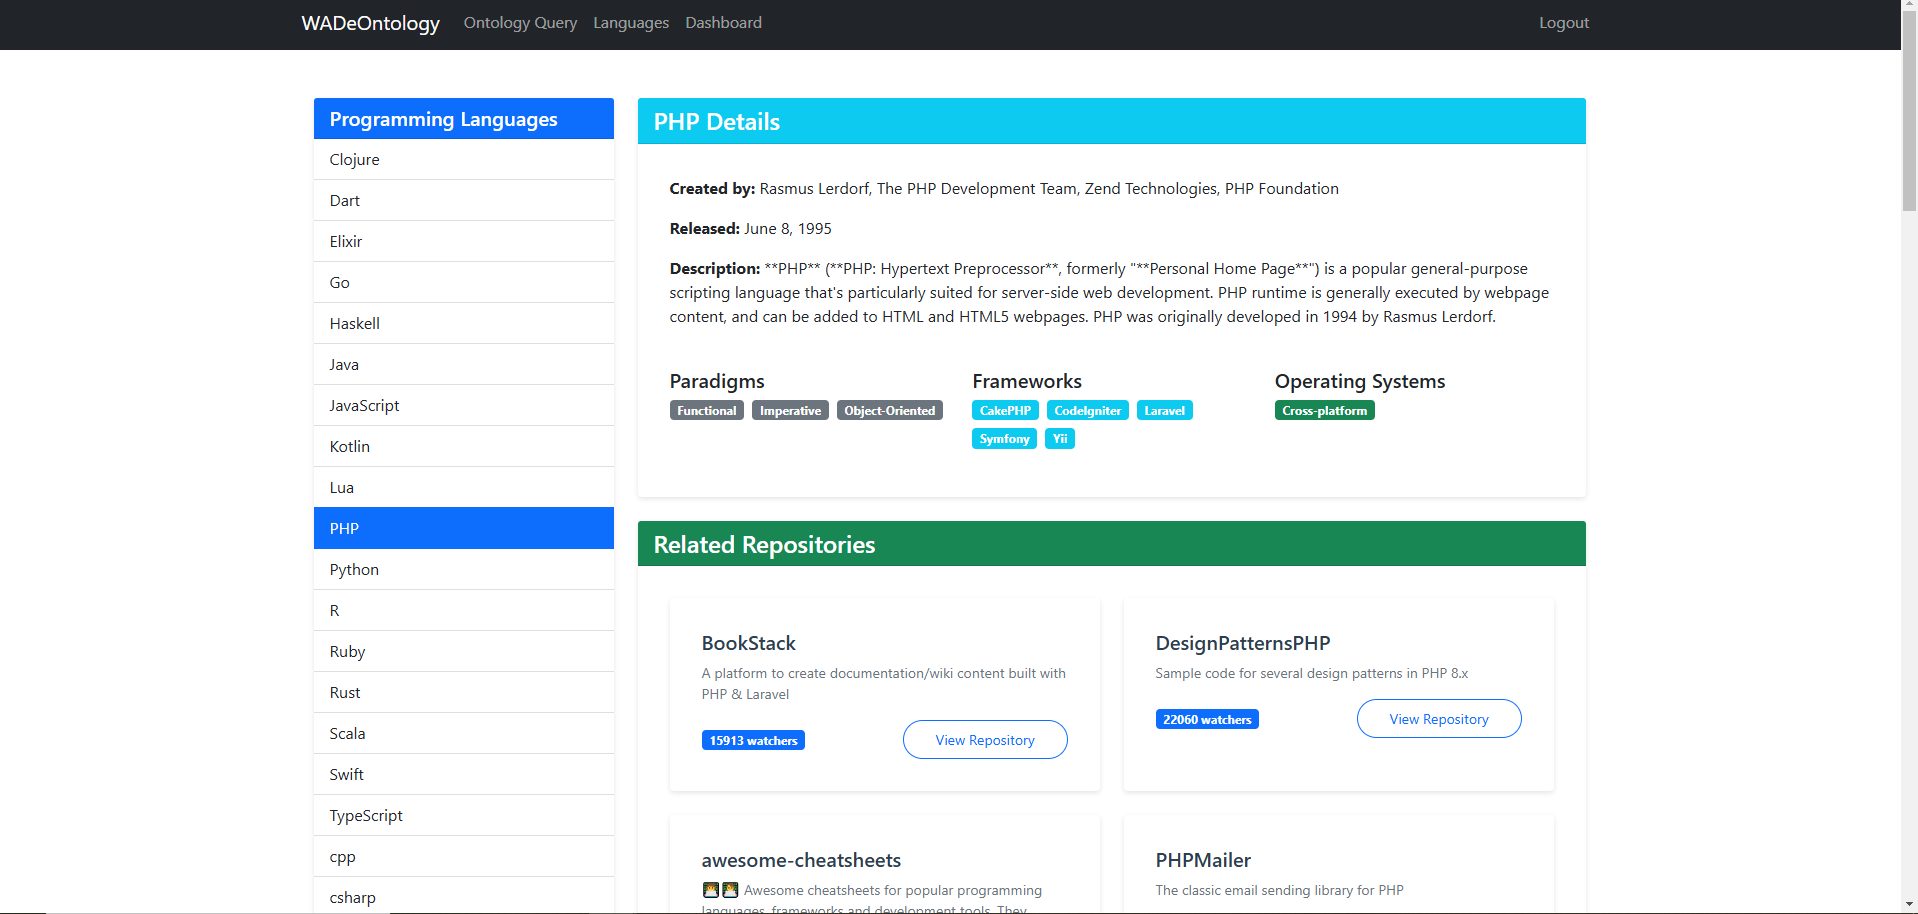 WADeOntology Ontology Query Languages Dashboard Logout
Programming Languages
Clojure
Dart
Elixir
Go
Haskell
Java
JavaScript
Kotlin
Lua
PHP
Python
R
Ruby
Rust
Scala
Swift
TypeScript
cpp
csharp
PHP Details
Created by: Rasmus Lerdorf, The PHP Development Team, Zend Technologies, PHP Foundation
Released: June 8, 1995
Description: **PHP** (**PHP: Hypertext Preprocessor**, formerly "**Personal Home Page**") is a popular general-purpose
scripting language that's particularly suited for server-side web development. PHP runtime is generally executed by webpage
content, and can be added to HTML and HTML5 webpages. PHP was originally developed in 1994 by Rasmus Lerdorf.
Paradigms
Functional Imperative Object-Oriented
Frameworks
CakePHP CodeIgniter Laravel
Symfony Yii
Operating Systems
Cross-platform
Related Repositories
BookStack
A platform to create documentation/wiki content built with
PHP & Laravel
15913 watchers View Repository
DesignPatternsPHP
Sample code for several design patterns in PHP 8.x
22060 watchers View Repository
awesome-cheatsheets
👩‍💻👨‍💻 Awesome cheatsheets for popular programming
languages, frameworks and development tools. They
PHPMailer
The classic email sending library for PHP